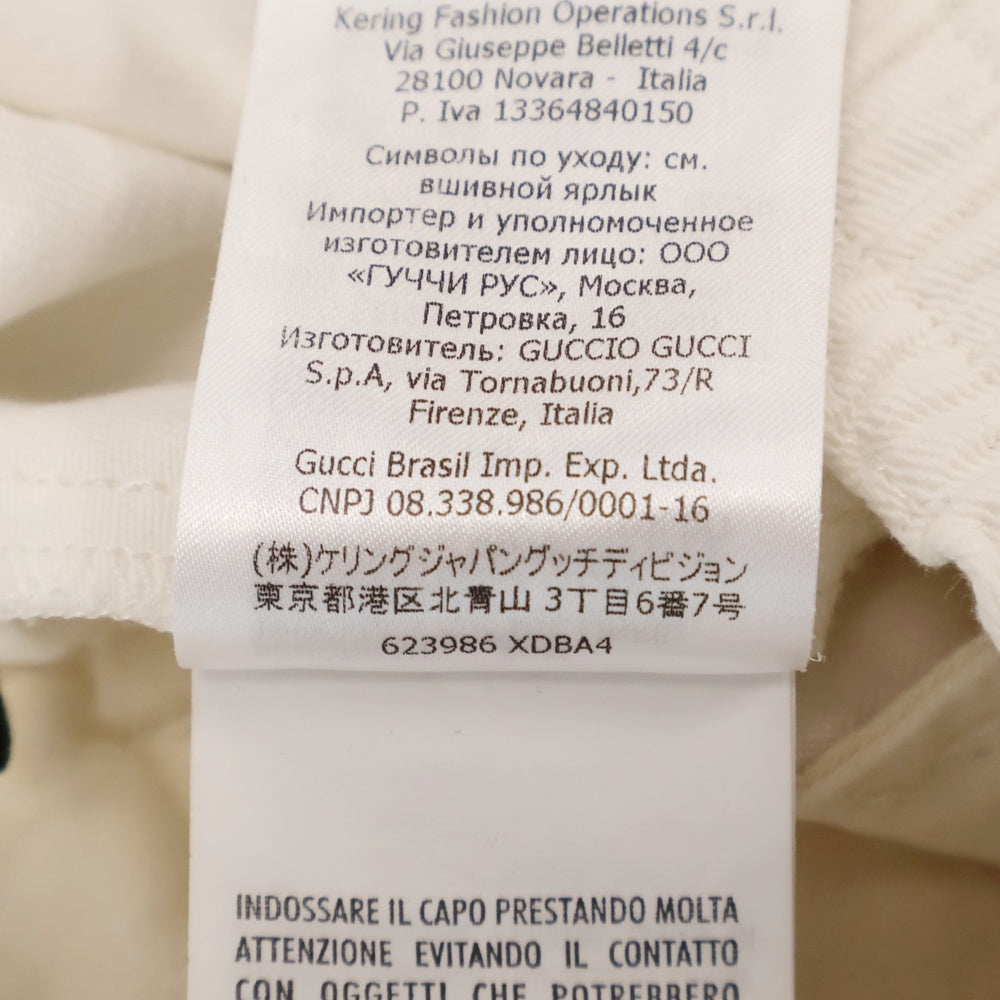 Kering Fashion Operations S.r.l.
Via Giuseppe Belletti 4/c
28100 Novara - Italia
P. Iva 13364840150
Символы по уходу: см.
вшивной ярлык
Импортер и уполномоченное
изготовителем лицо: ООО
«ГУЧЧИ РУС», Москва,
Петровка, 16
Изготовитель: GUCCIO GUCCI
S.p.A, via Tornabuoni,73/R
Firenze, Italia
Gucci Brasil Imp. Exp. Ltda.
CNPJ 08.338.986/0001-16
(株)ケリングジャパングッチディビジョン
東京都港区北青山3丁目6番7号
623986 XDBA4
INDOSSARE IL CAPO PRESTANDO MOLTA
ATTENZIONE EVITANDO IL CONTATTO
CON OGGETTI CHE POTREBBERO